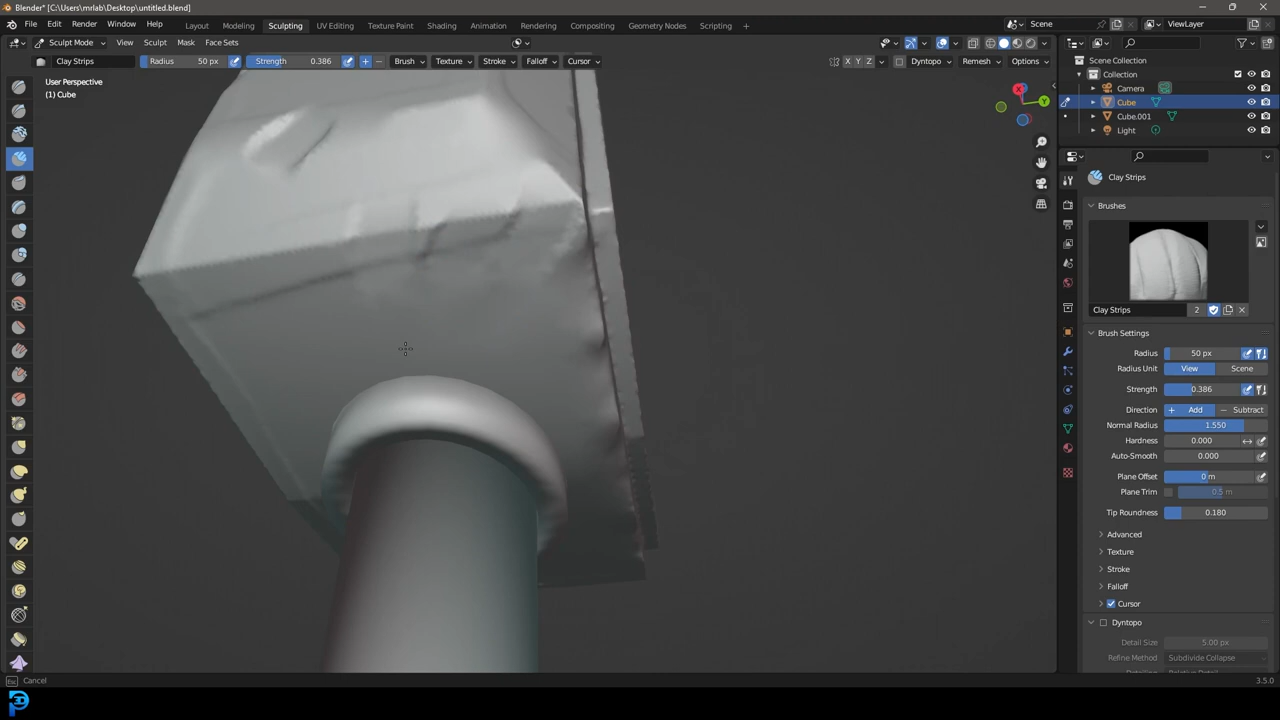 Blender* [C:\Users\mrlab\Desktop\untitled.blend]
File Edit Render Window Help Layout Modeling Sculpting UV Editing Texture Paint Shading Animation Rendering Compositing Geometry Nodes Scripting + Scene ViewLayer
Sculpt Mode View Sculpt Mask Face Sets
Clay Strips Radius 50 px Strength 0.386 + − Brush Texture Stroke Falloff Cursor X Y Z Dyntopo Remesh Options
User Perspective
(1) Cube
X
Y
Scene Collection
Collection
Camera
Cube
Cube.001
Light
Clay Strips
Brushes
Clay Strips 2
Brush Settings
Radius 50 px
Radius Unit View Scene
Strength 0.386
Direction + Add − Subtract
Normal Radius 1.550
Hardness 0.000
Auto-Smooth 0.000
Plane Offset 0 m
Plane Trim 0.5 m
Tip Roundness 0.180
Advanced
Texture
Stroke
Falloff
Cursor
Dyntopo
Detail Size 5.00 px
Refine Method Subdivide Collapse
Esc Cancel 3.5.0